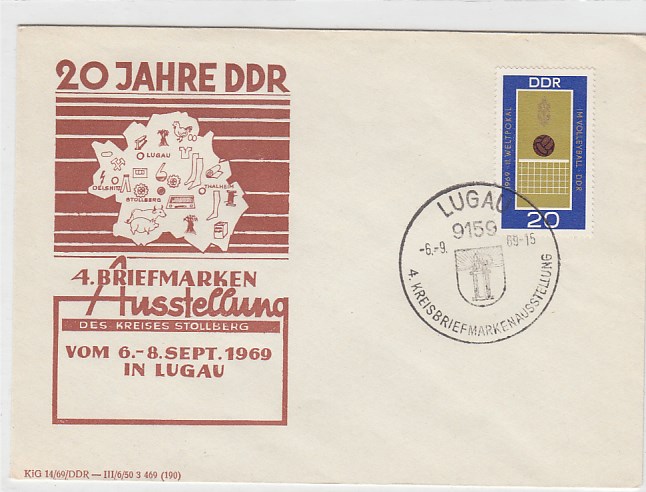 20 JAHRE DDR
LUGAU
OELSNITZ
THALHEIM
STOLLBERG
4. BRIEFMARKEN
Ausstellung
DES KREISES STOLLBERG
VOM 6.-8. SEPT. 1969
IN LUGAU
KiG 14/69/DDR — III/6/50 3 469 (190)
DDR
1969 · II. WELTPOKAL
IM VOLLEYBALL · DDR
20
LUGAU
9159
-6.-9. 69-15
4. KREISBRIEFMARKENAUSSTELLUNG